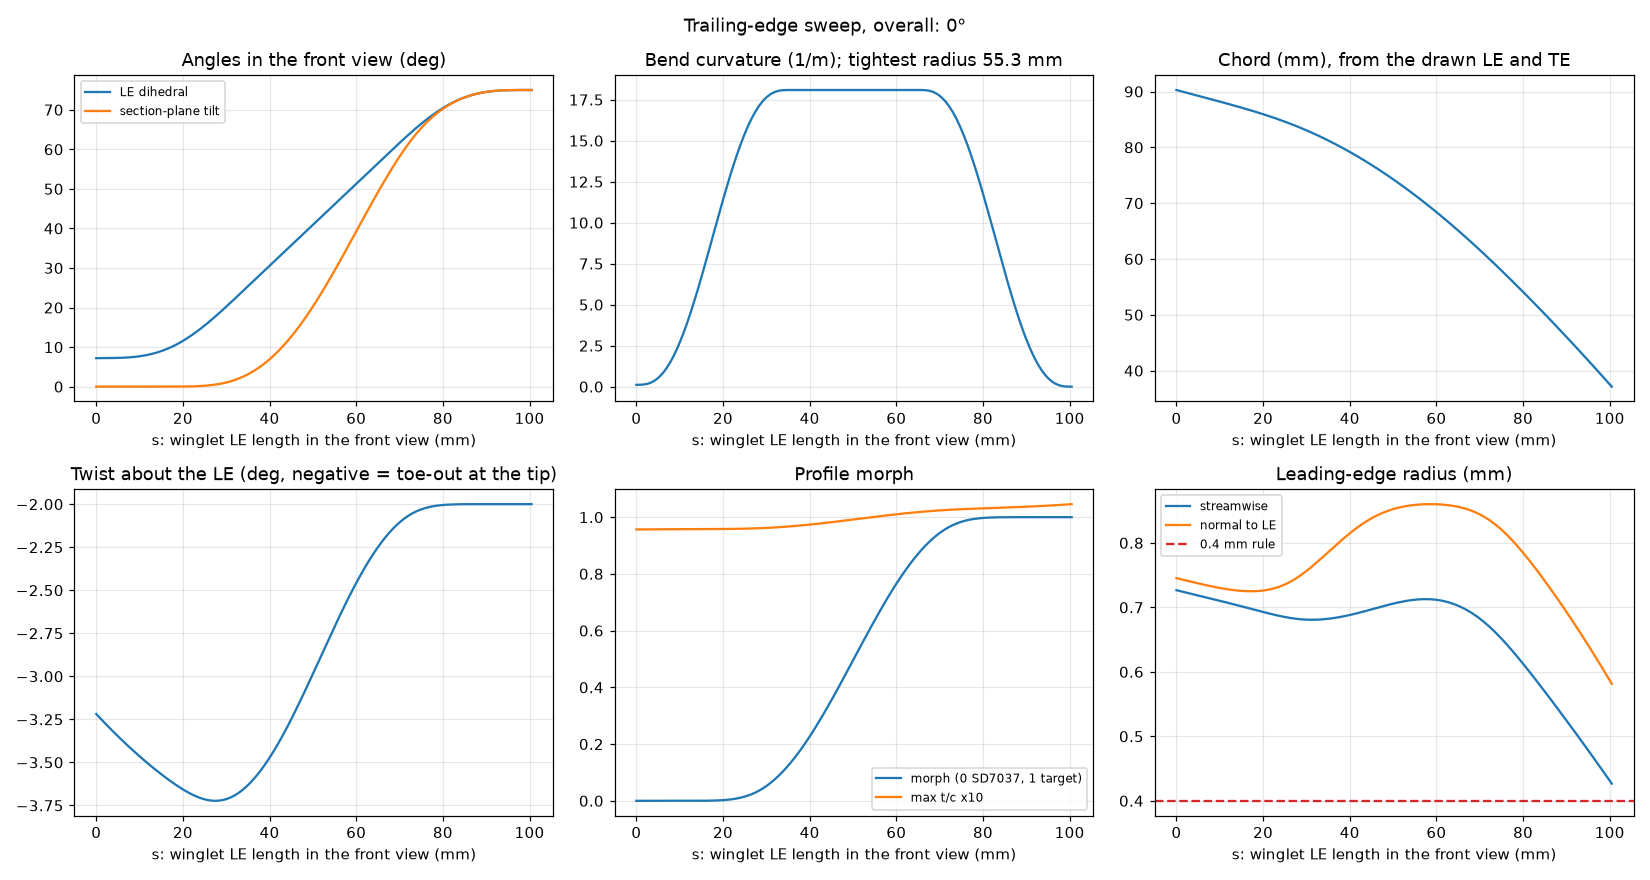 Trailing-edge sweep, overall: 0°
Angles in the front view (deg)
LE dihedral
section-plane tilt
70
60
50
40
30
20
10
0
0 20 40 60 80 100
s: winglet LE length in the front view (mm)
Bend curvature (1/m); tightest radius 55.3 mm
17.5
15.0
12.5
10.0
7.5
5.0
2.5
0.0
0 20 40 60 80 100
s: winglet LE length in the front view (mm)
Chord (mm), from the drawn LE and TE
90
80
70
60
50
40
0 20 40 60 80 100
s: winglet LE length in the front view (mm)
Twist about the LE (deg, negative = toe-out at the tip)
−2.00
−2.25
−2.50
−2.75
−3.00
−3.25
−3.50
−3.75
0 20 40 60 80 100
s: winglet LE length in the front view (mm)
Profile morph
1.0
0.8
0.6
0.4
0.2
0.0
morph (0 SD7037, 1 target)
max t/c x10
0 20 40 60 80 100
s: winglet LE length in the front view (mm)
Leading-edge radius (mm)
streamwise
normal to LE
0.4 mm rule
0.8
0.7
0.6
0.5
0.4
0 20 40 60 80 100
s: winglet LE length in the front view (mm)